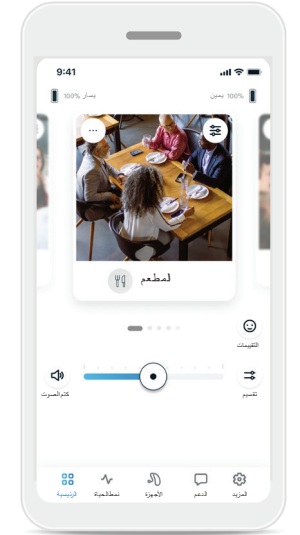 9:41
يسار %100
100% يمين
لمطعم
التقييمات
كتم الصوت
تقسيم
الرئيسية
نمط الحياة
الأجهزة
الدعم
المزيد